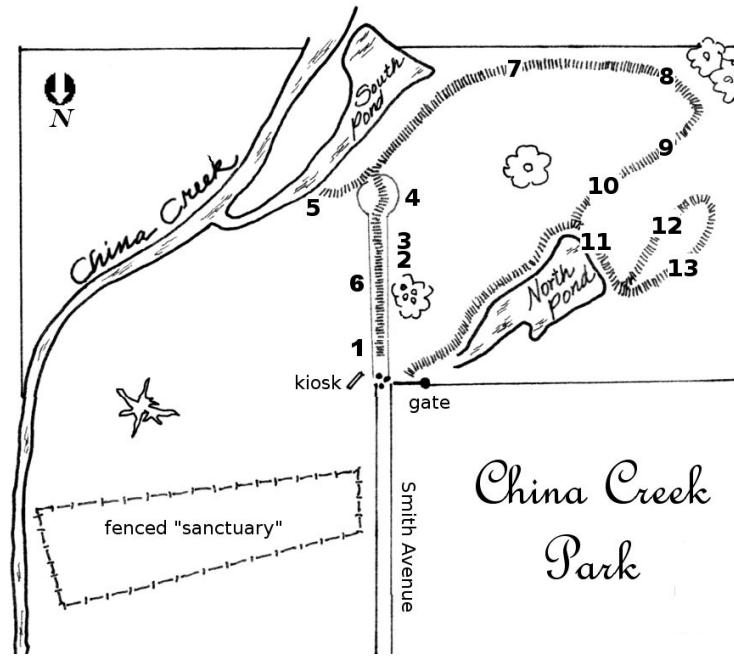 N
China Creek
South
Pond
7
8
9
10
5
4
3
2
6
11
12
13
North
Pond
1
kiosk
gate
Smith Avenue
fenced "sanctuary"
China Creek
Park